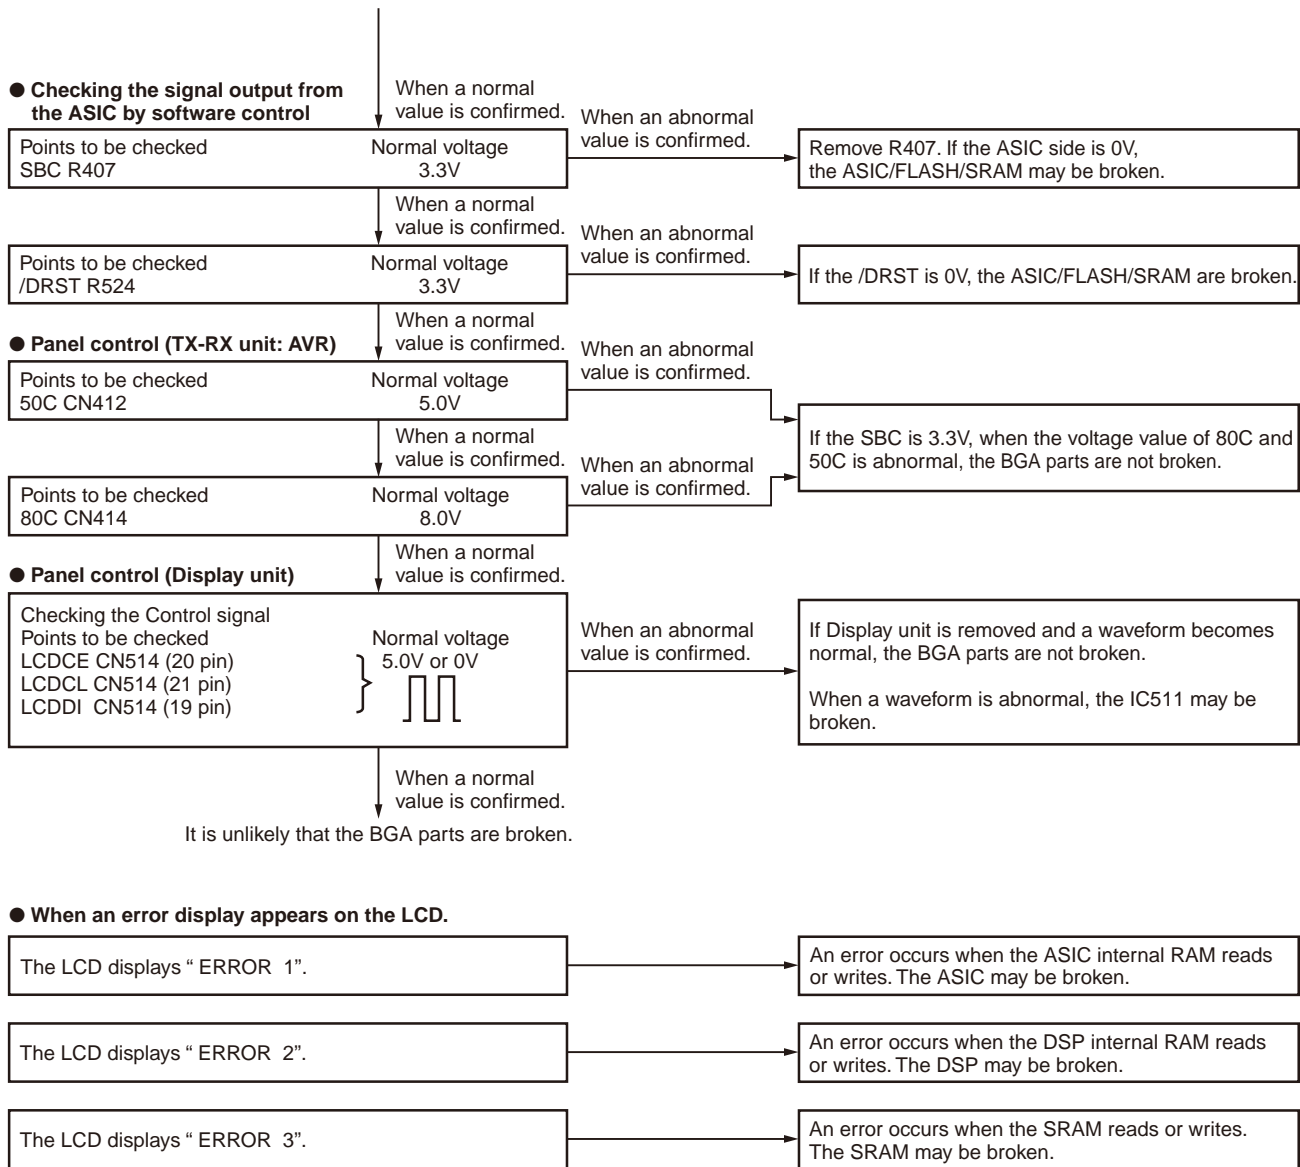 When a normal
value is confirmed.
● Checking the signal output from
the ASIC by software control
When an abnormal
value is confirmed.
Points to be checked Normal voltage
SBC R407 3.3V
Remove R407. If the ASIC side is 0V,
the ASIC/FLASH/SRAM may be broken.
When a normal
value is confirmed.
When an abnormal
value is confirmed.
Points to be checked Normal voltage
/DRST R524 3.3V
If the /DRST is 0V, the ASIC/FLASH/SRAM are broken.
When a normal
value is confirmed.
● Panel control (TX-RX unit: AVR)
When an abnormal
value is confirmed.
Points to be checked Normal voltage
50C CN412 5.0V
If the SBC is 3.3V, when the voltage value of 80C and
50C is abnormal, the BGA parts are not broken.
When a normal
value is confirmed.
When an abnormal
value is confirmed.
Points to be checked Normal voltage
80C CN414 8.0V
When a normal
value is confirmed.
● Panel control (Display unit)
Checking the Control signal
Points to be checked Normal voltage
LCDCE CN514 (20 pin) 5.0V or 0V
LCDCL CN514 (21 pin)
LCDDI CN514 (19 pin)
When an abnormal
value is confirmed.
If Display unit is removed and a waveform becomes
normal, the BGA parts are not broken.
When a waveform is abnormal, the IC511 may be
broken.
When a normal
value is confirmed.
It is unlikely that the BGA parts are broken.
● When an error display appears on the LCD.
The LCD displays “ ERROR 1”.
An error occurs when the ASIC internal RAM reads
or writes. The ASIC may be broken.
The LCD displays “ ERROR 2”.
An error occurs when the DSP internal RAM reads
or writes. The DSP may be broken.
The LCD displays “ ERROR 3”.
An error occurs when the SRAM reads or writes.
The SRAM may be broken.